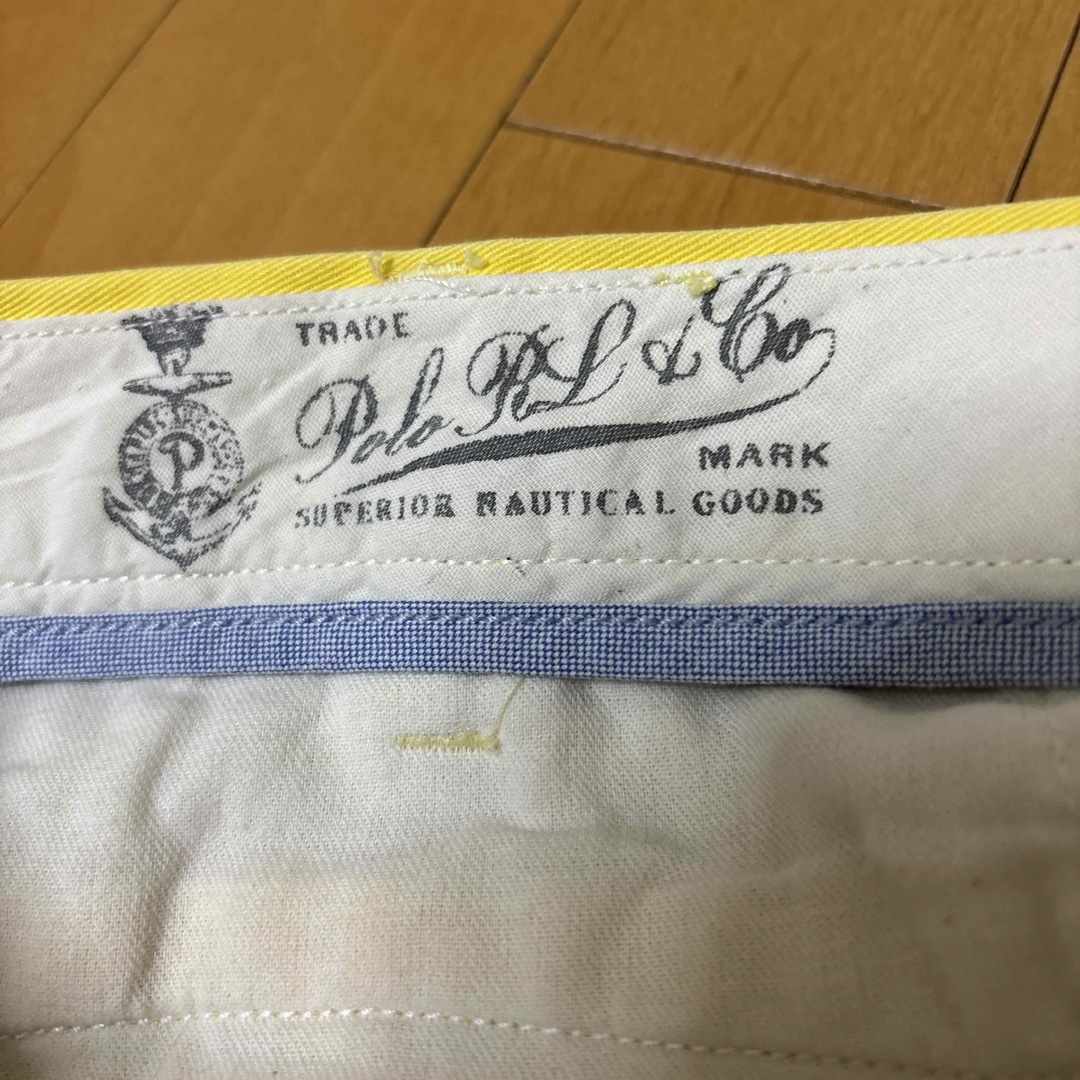 TRADE
Polo RL & Co
MARK
SUPERIOR NAUTICAL GOODS
P